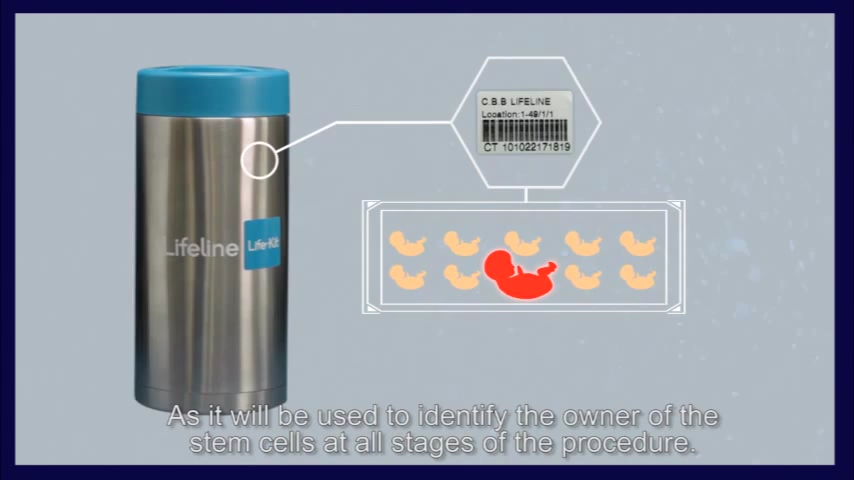 C.B.B LIFELINE
Location:1-49/1/1
CT 101022171819
Lifeline Life·Kit
As it will be used to identify the owner of the
stem cells at all stages of the procedure.